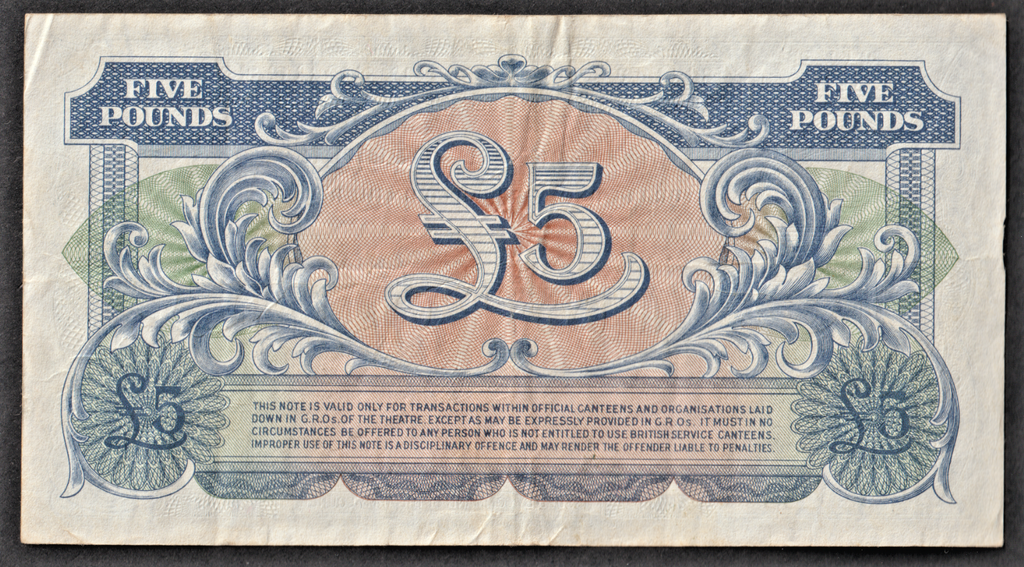 FIVE
POUNDS
FIVE
POUNDS
£5
THIS NOTE IS VALID ONLY FOR TRANSACTIONS WITHIN OFFICIAL CANTEENS AND ORGANISATIONS LAID
DOWN IN G.R.Os. OF THE THEATRE. EXCEPT AS MAY BE EXPRESSLY PROVIDED IN G.R.Os. IT MUST IN NO
CIRCUMSTANCES BE OFFERED TO ANY PERSON WHO IS NOT ENTITLED TO USE BRITISH SERVICE CANTEENS.
IMPROPER USE OF THIS NOTE IS A DISCIPLINARY OFFENCE AND MAY RENDER THE OFFENDER LIABLE TO PENALTIES.
£5
£5